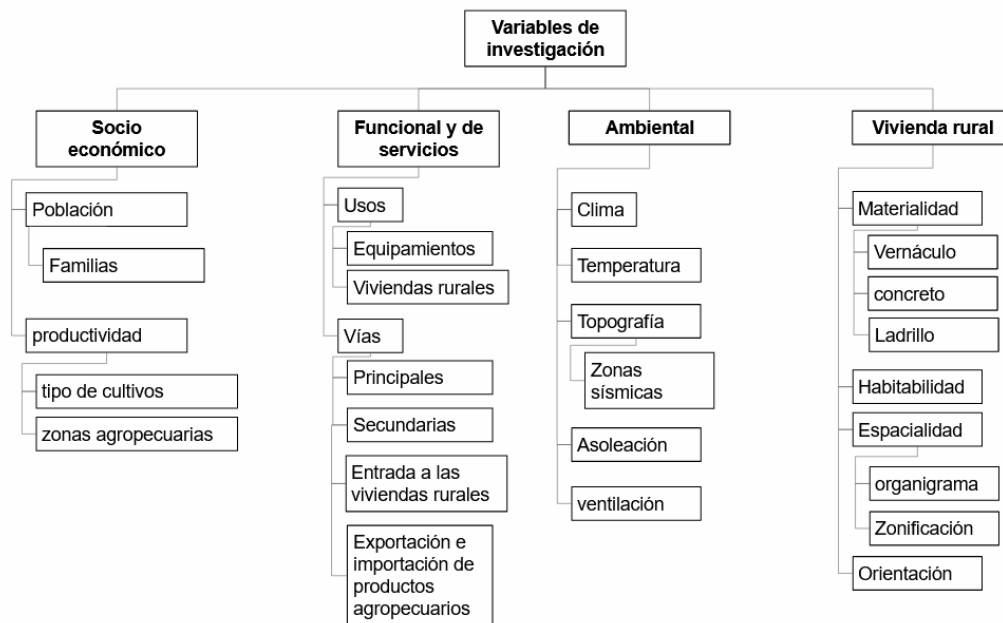 Variables de
investigación
Socio
económico
Población
Familias
productividad
tipo de cultivos
zonas agropecuarias
Funcional y de
servicios
Usos
Equipamientos
Viviendas rurales
Vías
Principales
Secundarias
Entrada a las
viviendas rurales
Exportación e
importación de
productos
agropecuarios
Ambiental
Clima
Temperatura
Topografía
Zonas
sísmicas
Asoleación
ventilación
Vivienda rural
Materialidad
Vernáculo
concreto
Ladrillo
Habitabilidad
Espacialidad
organigrama
Zonificación
Orientación